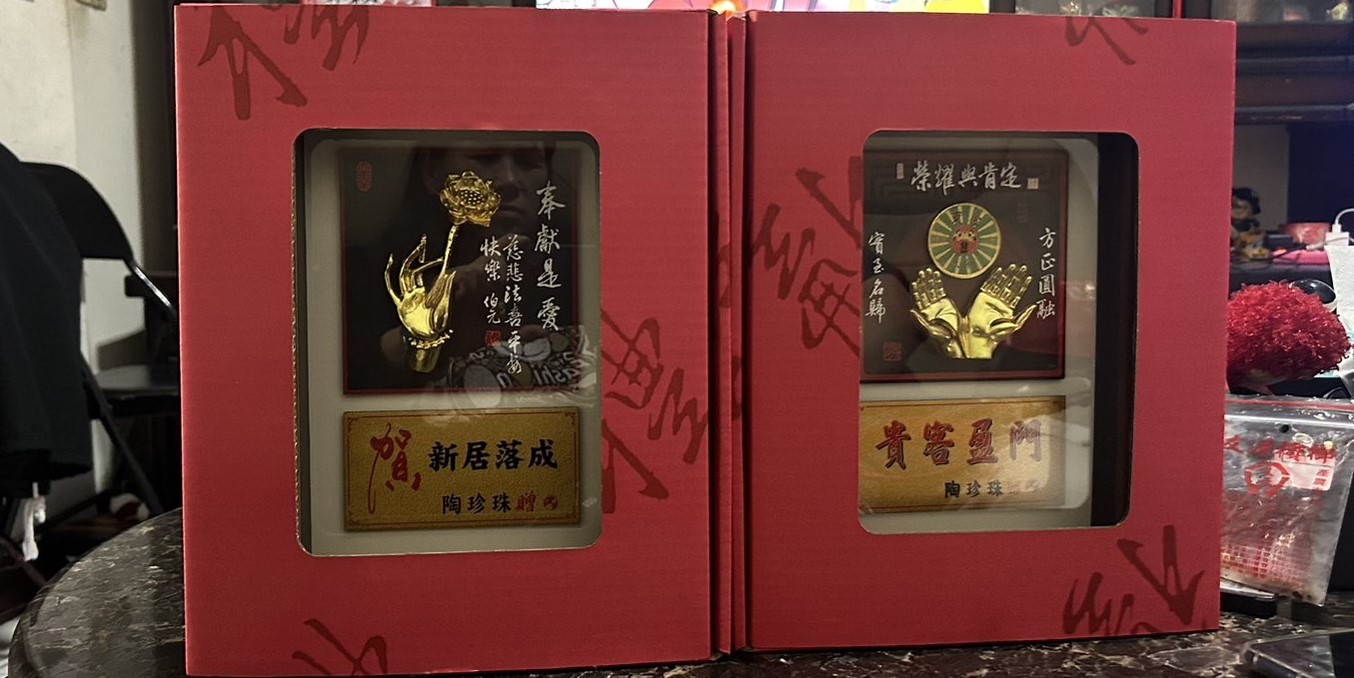 奉獻是愛
慈悲法喜平安
快樂 伯元
賀
新居落成
陶珍珠贈
榮耀與肯定
方正圓融
實至名歸
貴客盈門
陶珍珠